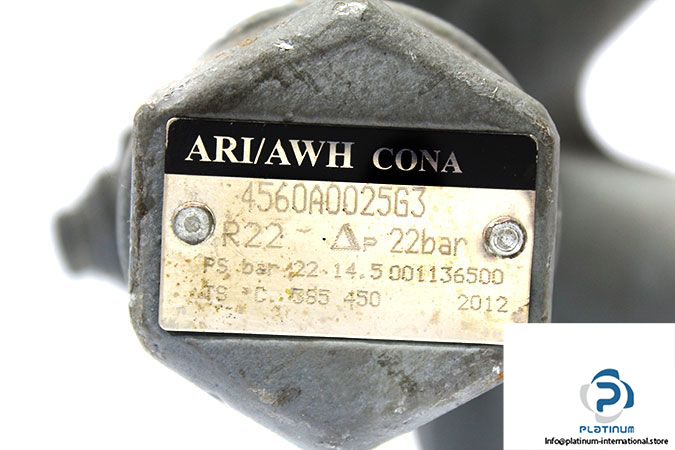 ARI/AWH CONA
4560A0025G3
R22 Δp 22bar
PS bar 22 14.5 001136500
TS °C 385 450 2012
PLATINUM
Info@platinum-international.store